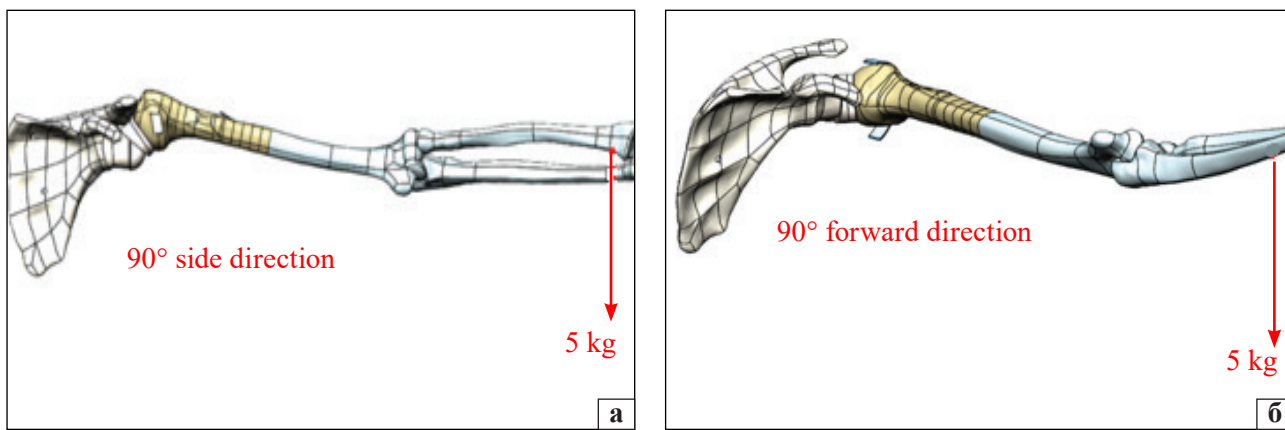 90° side direction
5 kg
а
90° forward direction
5 kg
б